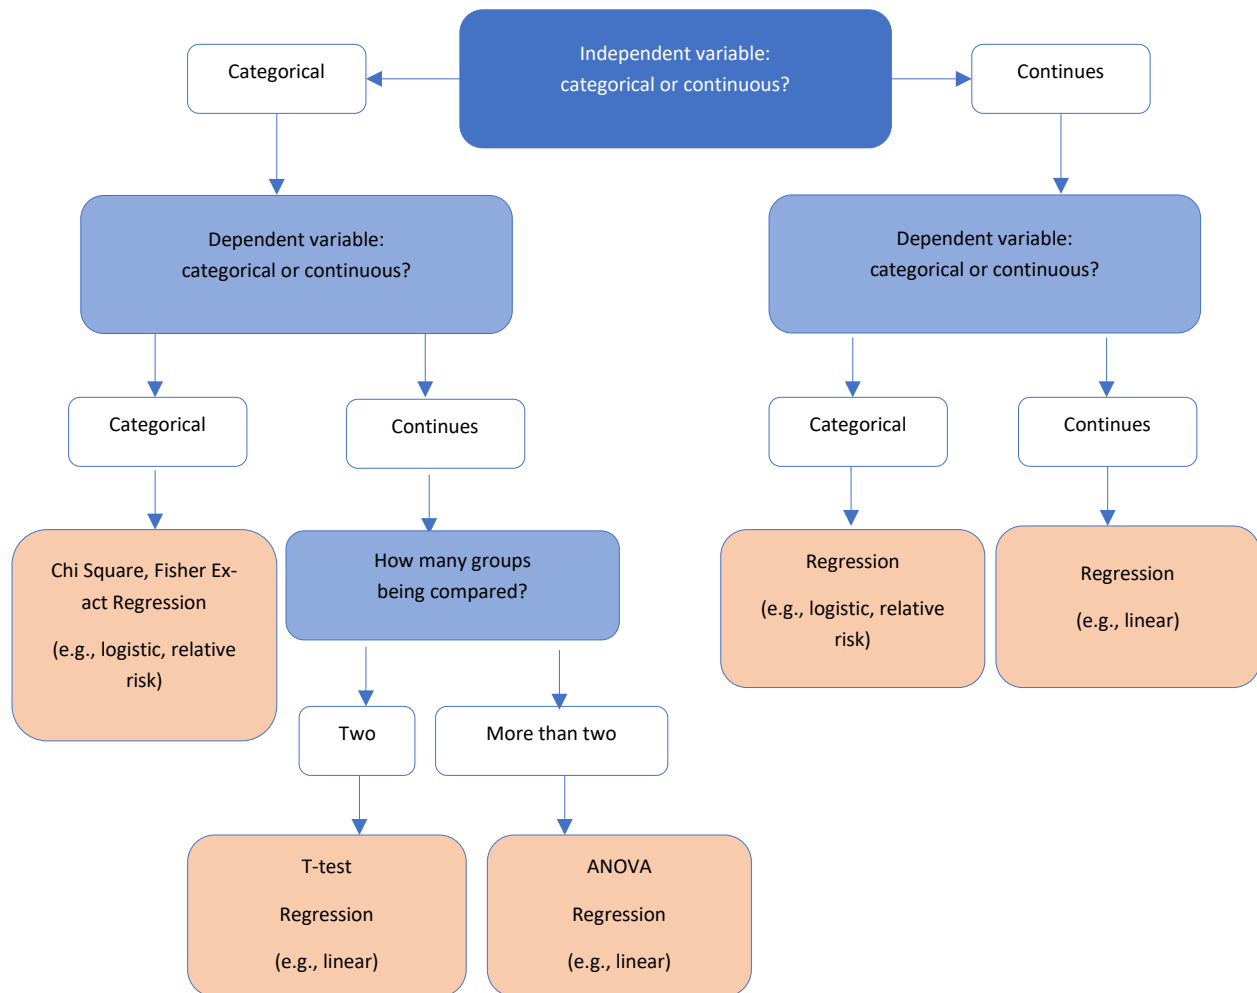 Independent variable:
categorical or continuous?
Categorical
Continues
Dependent variable:
categorical or continuous?
Dependent variable:
categorical or continuous?
Categorical
Continues
Categorical
Continues
Chi Square, Fisher Ex-
act Regression
(e.g., logistic, relative
risk)
How many groups
being compared?
Regression
(e.g., logistic, relative
risk)
Regression
(e.g., linear)
Two
More than two
T-test
Regression
(e.g., linear)
ANOVA
Regression
(e.g., linear)